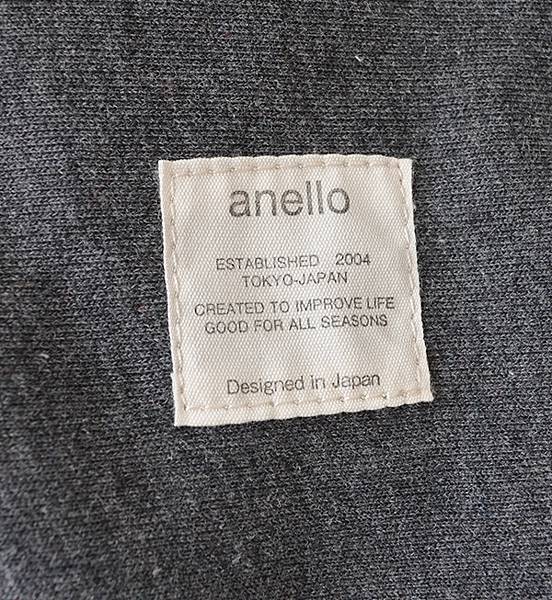 anello
ESTABLISHED 2004
TOKYO-JAPAN
CREATED TO IMPROVE LIFE
GOOD FOR ALL SEASONS
Designed in Japan